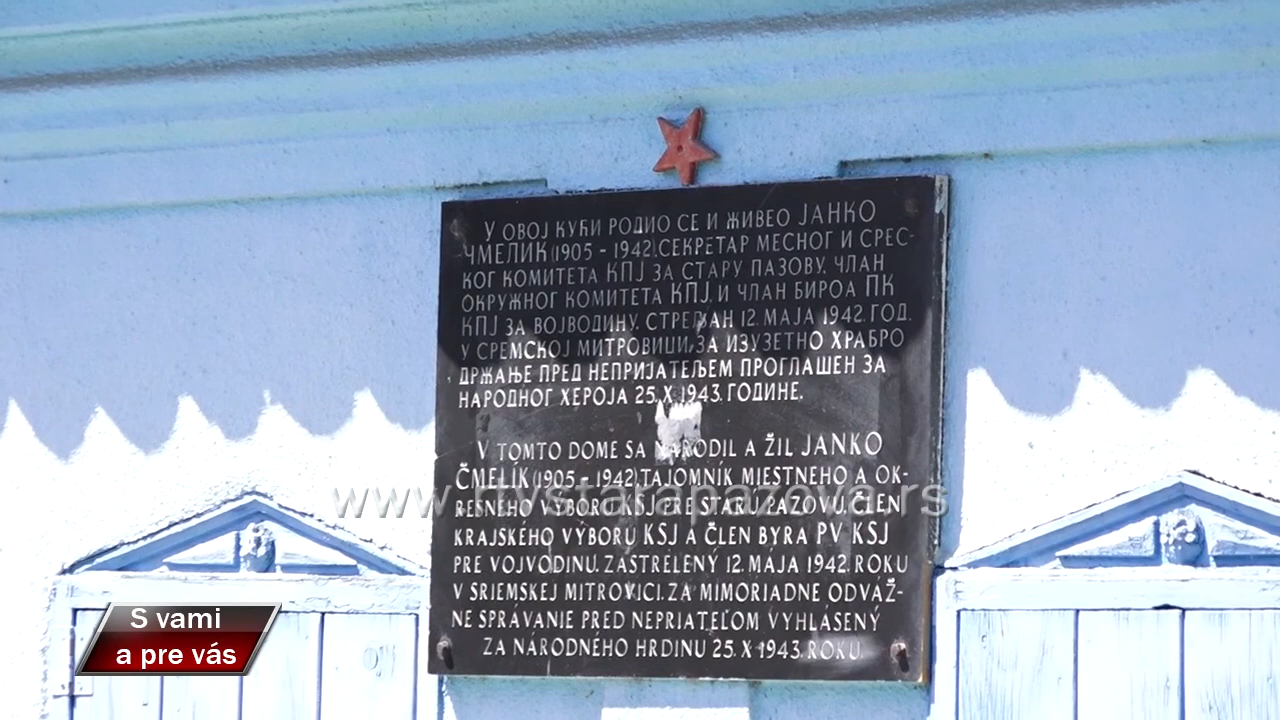 У ОВОЈ КУЋИ РОДИО СЕ И ЖИВЕО ЈАНКО
ЧМЕЛИК (1905 - 1942), СЕКРЕТАР МЕСНОГ И СРЕС-
КОГ КОМИТЕТА КПЈ ЗА СТАРУ ПАЗОВУ, ЧЛАН
ОКРУЖНОГ КОМИТЕТА КПЈ, И ЧЛАН БИРОА ПК
КПЈ ЗА ВОЈВОДИНУ. СТРЕЉАН 12. МАЈА 1942. ГОД.
У СРЕМСКОЈ МИТРОВИЦИ, ЗА ИЗУЗЕТНО ХРАБРО
ДРЖАЊЕ ПРЕД НЕПРИЈАТЕЉЕМ ПРОГЛАШЕН ЗА
НАРОДНОГ ХЕРОЈА 25. X 1943. ГОДИНЕ.
V TOMTO DOME SA NARODIL A ŽIL JANKO
ČMELIK (1905 - 1942) TAJOMNÍK MIESTNEHO A OK-
RESNÉHO VÝBORU KSJ PRE STARÚ PAZOVU, ČLEN
KRAJSKÉHO VÝBORU KSJ A ČLEN BYRA PV KSJ
PRE VOJVODINU. ZASTRELENÝ 12. MÁJA 1942. ROKU
V SRIEMSKEJ MITROVICI. ZA MIMORIADNE ODVÁŽ-
NE SPRÁVANIE PRED NEPRIATEĽOM VYHLÁSENÝ
ZA NÁRODNÉHO HRDINU 25. X 1943. ROKU.
www.rtvstarapazova.rs
S vami
a pre vás